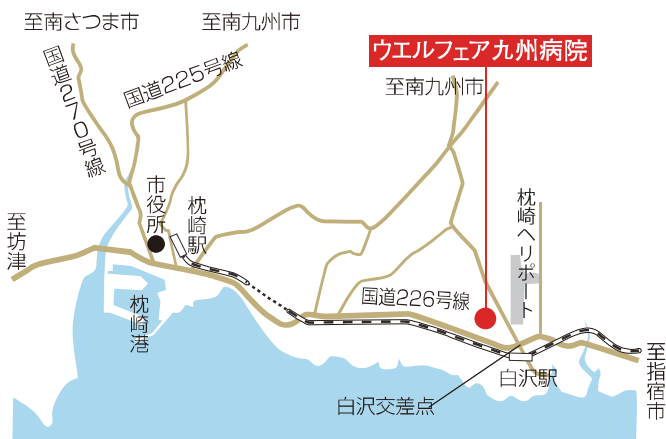 至南さつま市
至南九州市
ウエルフェア九州病院
国道270号線
国道225号線
至南九州市
市役所
枕崎駅
枕崎ヘリポート
至坊津
枕崎港
国道226号線
至指宿市
白沢駅
白沢交差点